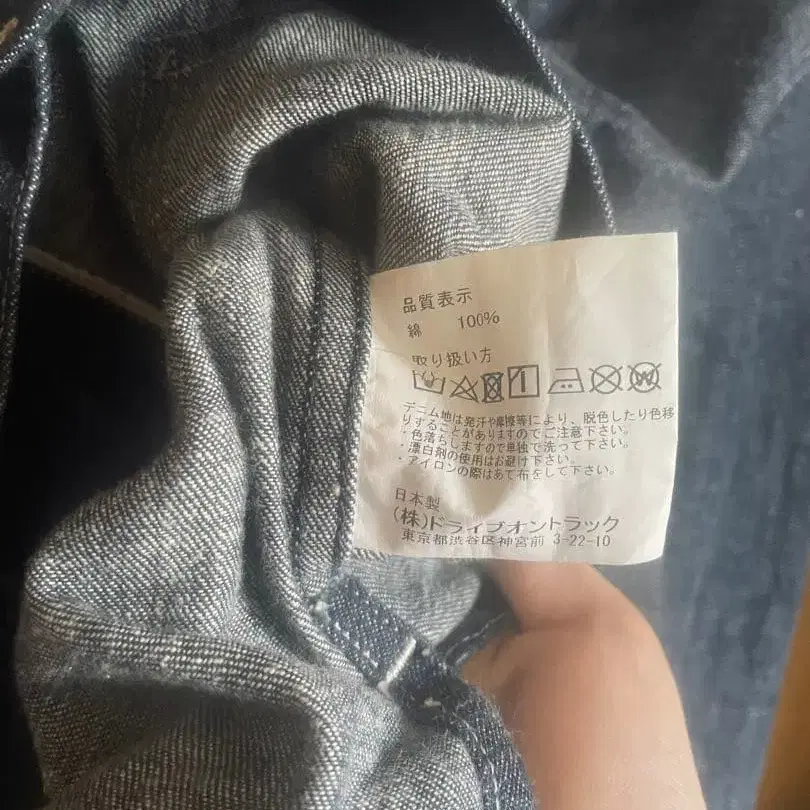 品質表示
綿 100%
取り扱い方
デニム地は発汗や摩擦等により、脱色したり色移
りすることがありますのでご注意下さい。
・色落ちしますので単独で洗って下さい。
・漂白剤の使用はお避け下さい。
・アイロンの際はあて布をして下さい。
日本製
(株)ドライブオントラック
東京都渋谷区神宮前 3-22-10